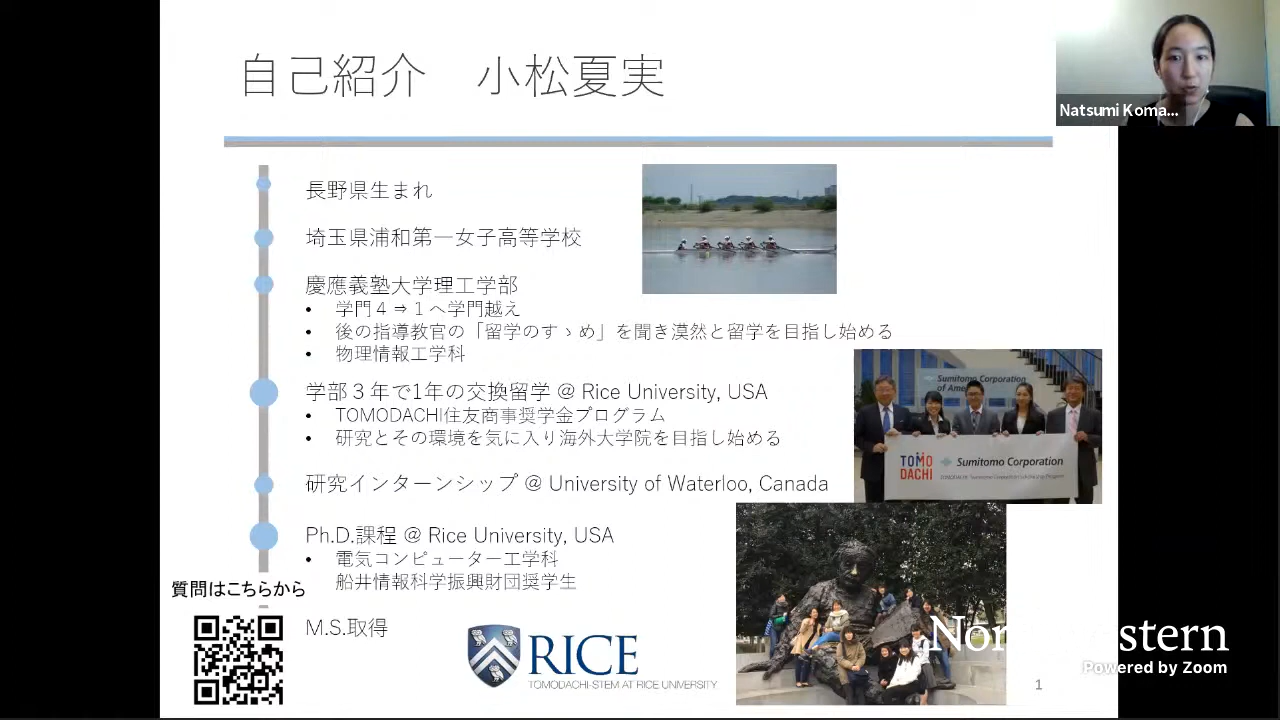 自己紹介　小松夏実
Natsumi Koma...
長野県生まれ
埼玉県浦和第一女子高等学校
慶應義塾大学理工学部
• 学門４⇒１へ学門越え
• 後の指導教官の「留学のすゝめ」を聞き漠然と留学を目指し始める
• 物理情報工学科
学部３年で1年の交換留学 @ Rice University, USA
• TOMODACHI住友商事奨学金プログラム
• 研究とその環境を気に入り海外大学院を目指し始める
Sumitomo Corporation
of America
TOMO
DACHI
Sumitomo Corporation
研究インターンシップ @ University of Waterloo, Canada
Ph.D.課程 @ Rice University, USA
• 電気コンピューター工学科
船井情報科学振興財団奨学生
質問はこちらから
M.S.取得
RICE
TOMODACHI-STEM AT RICE UNIVERSITY
Powered by Zoom
1